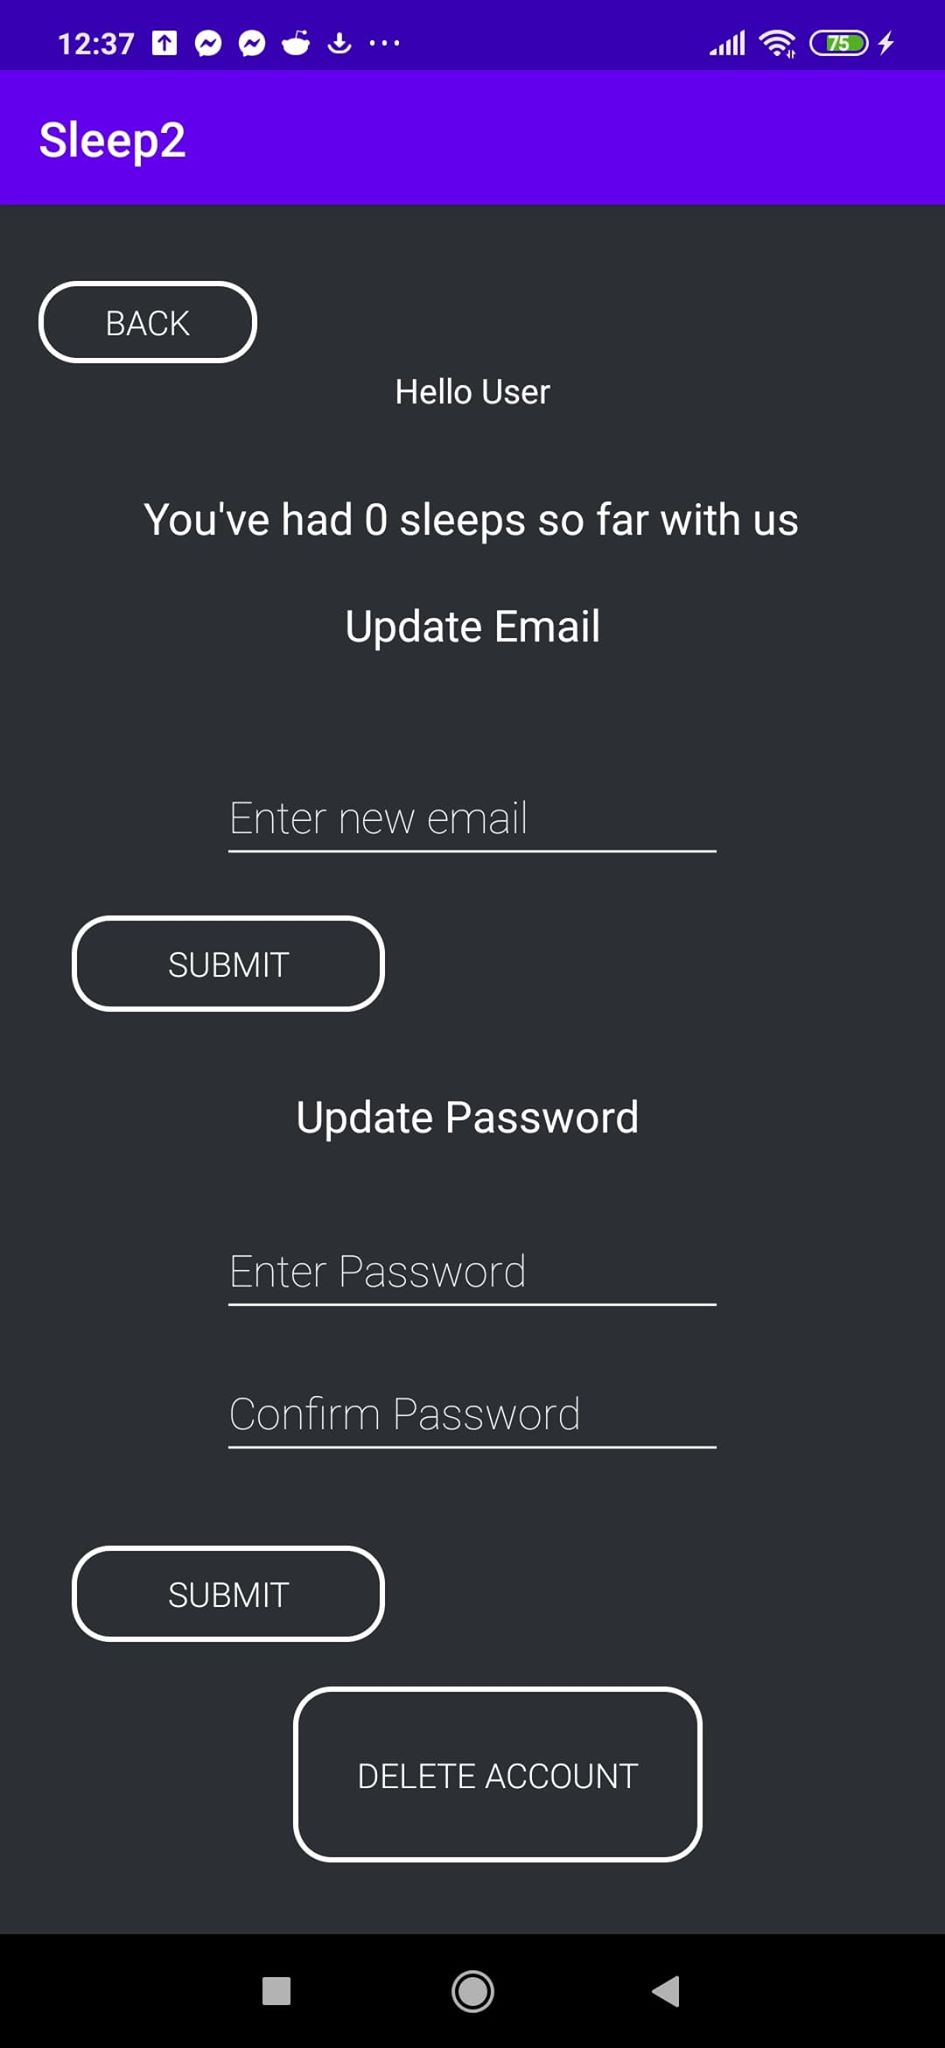 12:37
75
Sleep2
BACK
Hello User
You've had 0 sleeps so far with us
Update Email
Enter new email
SUBMIT
Update Password
Enter Password
Confirm Password
SUBMIT
DELETE ACCOUNT